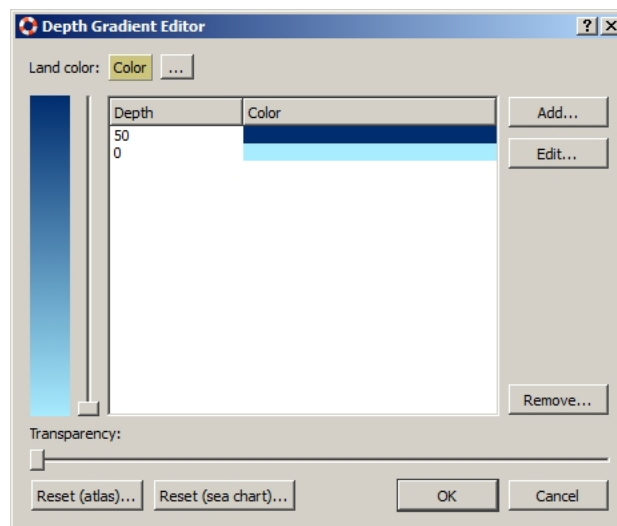 Depth Gradient Editor
Land color: Color ...
Depth Color Add...
50
0 Edit...
Remove...
Transparency:
Reset (atlas)... Reset (sea chart)... OK Cancel